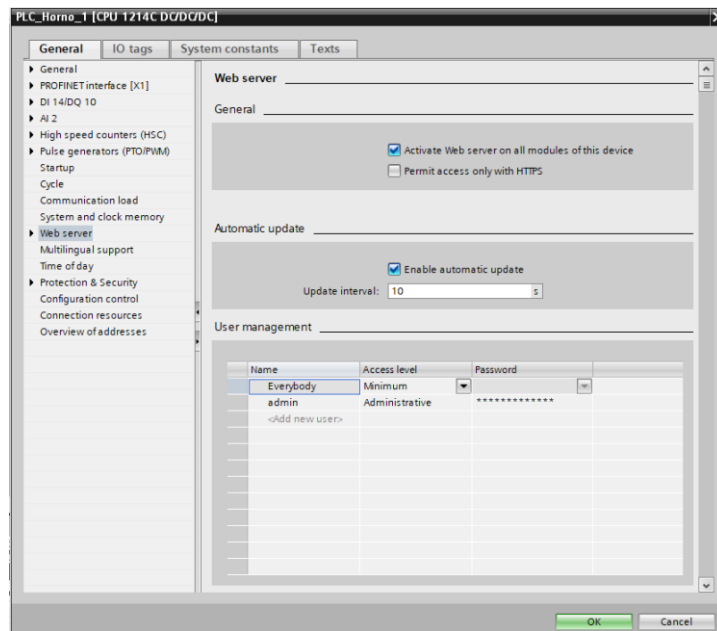 PLC_Horno_1 [CPU 1214C DC/DC/DC]
General IO tags System constants Texts
General
PROFINET interface [X1]
DI 14/DQ 10
AI 2
High speed counters (HSC)
Pulse generators (PTO/PWM)
Startup
Cycle
Communication load
System and clock memory
Web server
Multilingual support
Time of day
Protection & Security
Configuration control
Connection resources
Overview of addresses
Web server
General
Activate Web server on all modules of this device
Permit access only with HTTPS
Automatic update
Enable automatic update
Update interval: 10 s
User management
Name Access level Password
Everybody Minimum
admin Administrative *************
<Add new user>
OK Cancel